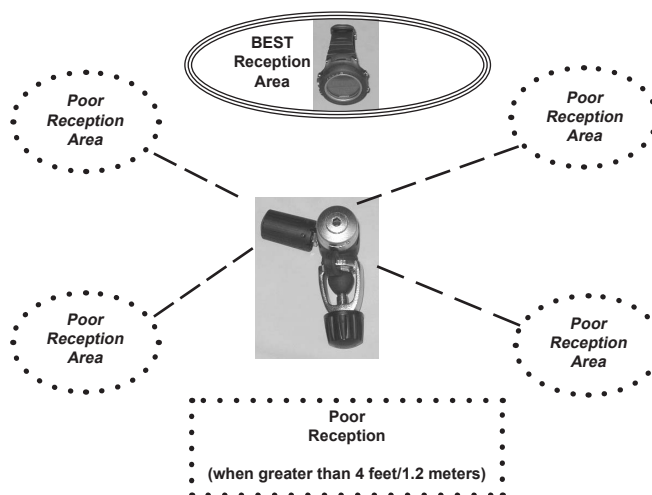 BEST
Reception
Area
Poor
Reception
Area
Poor
Reception
Area
Poor
Reception
Area
Poor
Reception
Area
Poor
Reception
(when greater than 4 feet/1.2 meters)